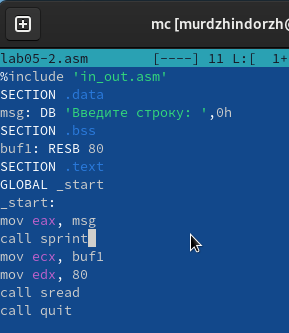 mc [murdzhindorzh@
lab05-2.asm [----] 11 L:[ 1+
%include 'in_out.asm'
SECTION .data
msg: DB 'Введите строку: ',0h
SECTION .bss
buf1: RESB 80
SECTION .text
GLOBAL _start
_start:
mov eax, msg
call sprint
mov ecx, buf1
mov edx, 80
call sread
call quit